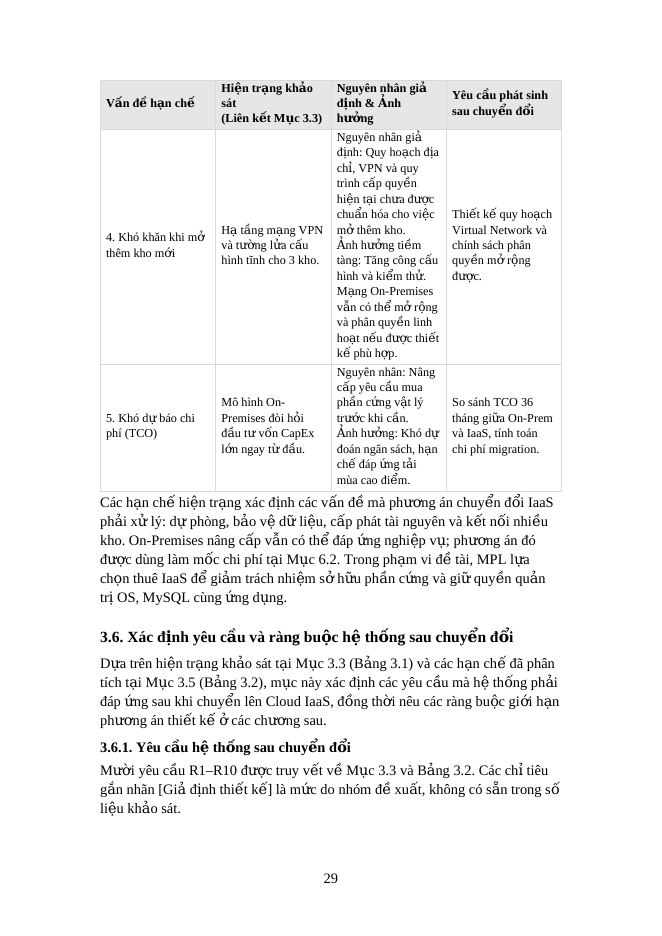 Vấn đề hạn chế
Hiện trạng khảo
sát
(Liên kết Mục 3.3)
Nguyên nhân giả
định & Ảnh
hưởng
Yêu cầu phát sinh
sau chuyển đổi
4. Khó khăn khi mở
thêm kho mới
Hạ tầng mạng VPN
và tường lửa cấu
hình tĩnh cho 3 kho.
Nguyên nhân giả
định: Quy hoạch địa
chỉ, VPN và quy
trình cấp quyền
hiện tại chưa được
chuẩn hóa cho việc
mở thêm kho.
Ảnh hưởng tiềm
tàng: Tăng công cấu
hình và kiểm thử.
Mạng On-Premises
vẫn có thể mở rộng
và phân quyền linh
hoạt nếu được thiết
kế phù hợp.
Thiết kế quy hoạch
Virtual Network và
chính sách phân
quyền mở rộng
được.
5. Khó dự báo chi
phí (TCO)
Mô hình On-
Premises đòi hỏi
đầu tư vốn CapEx
lớn ngay từ đầu.
Nguyên nhân: Nâng
cấp yêu cầu mua
phần cứng vật lý
trước khi cần.
Ảnh hưởng: Khó dự
đoán ngân sách, hạn
chế đáp ứng tải
mùa cao điểm.
So sánh TCO 36
tháng giữa On-Prem
và IaaS, tính toán
chi phí migration.
Các hạn chế hiện trạng xác định các vấn đề mà phương án chuyển đổi IaaS
phải xử lý: dự phòng, bảo vệ dữ liệu, cấp phát tài nguyên và kết nối nhiều
kho. On-Premises nâng cấp vẫn có thể đáp ứng nghiệp vụ; phương án đó
được dùng làm mốc chi phí tại Mục 6.2. Trong phạm vi đề tài, MPL lựa
chọn thuê IaaS để giảm trách nhiệm sở hữu phần cứng và giữ quyền quản
trị OS, MySQL cùng ứng dụng.
3.6. Xác định yêu cầu và ràng buộc hệ thống sau chuyển đổi
Dựa trên hiện trạng khảo sát tại Mục 3.3 (Bảng 3.1) và các hạn chế đã phân
tích tại Mục 3.5 (Bảng 3.2), mục này xác định các yêu cầu mà hệ thống phải
đáp ứng sau khi chuyển lên Cloud IaaS, đồng thời nêu các ràng buộc giới hạn
phương án thiết kế ở các chương sau.
3.6.1. Yêu cầu hệ thống sau chuyển đổi
Mười yêu cầu R1–R10 được truy vết về Mục 3.3 và Bảng 3.2. Các chỉ tiêu
gắn nhãn [Giả định thiết kế] là mức do nhóm đề xuất, không có sẵn trong số
liệu khảo sát.
29